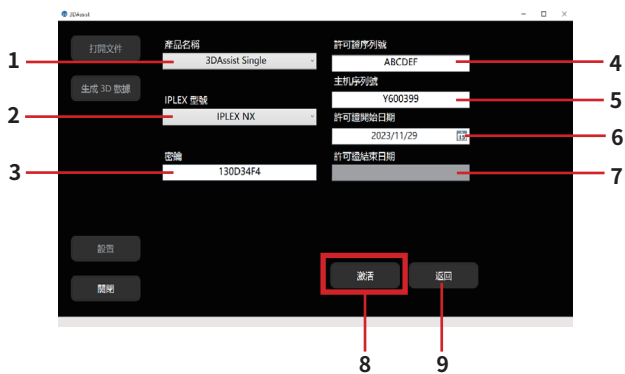 3DAssist
打開文件
生成 3D 數據
設置
關閉
產品名稱
3DAssist Single
IPLEX 型號
IPLEX NX
密鑰
130D34F4
許可證序列號
ABCDEF
主机序列號
Y600399
許可證開始日期
2023/11/29
許可證結束日期
激活
返回
1
2
3
4
5
6
7
8
9